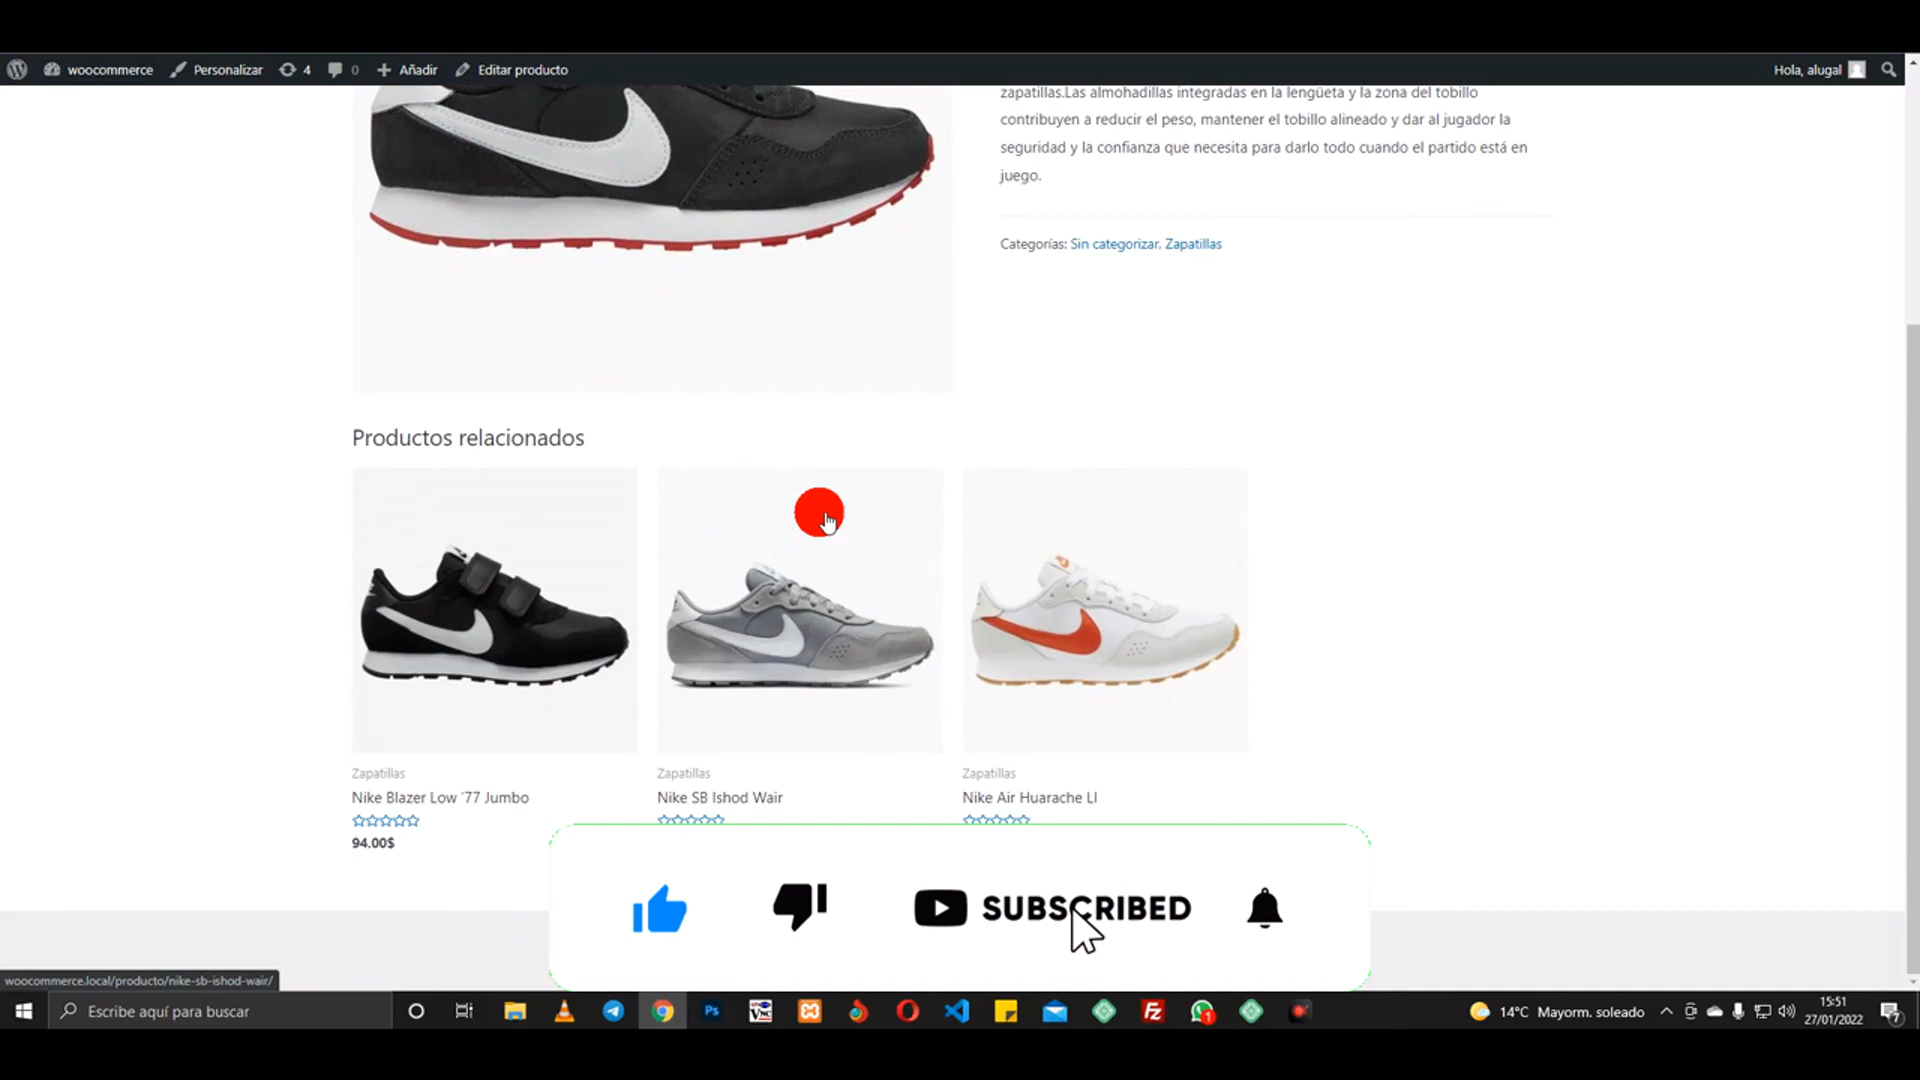 woocommerce Personalizar 4 0 Añadir Editar producto Hola, alugal
zapatillas.Las almohadillas integradas en la lengüeta y la zona del tobillo
contribuyen a reducir el peso, mantener el tobillo alineado y dar al jugador la
seguridad y la confianza que necesita para darlo todo cuando el partido está en
juego.
Categorías: Sin categorizar, Zapatillas
Productos relacionados
Zapatillas
Nike Blazer Low ´77 Jumbo
94.00$
Zapatillas
Nike SB Ishod Wair
Zapatillas
Nike Air Huarache LI
SUBSCRIBED
woocommerce.local/producto/nike-sb-ishod-wair/
Escribe aquí para buscar
Ps
VNC
1
14°C Mayorm. soleado
15:51
27/01/2022
7